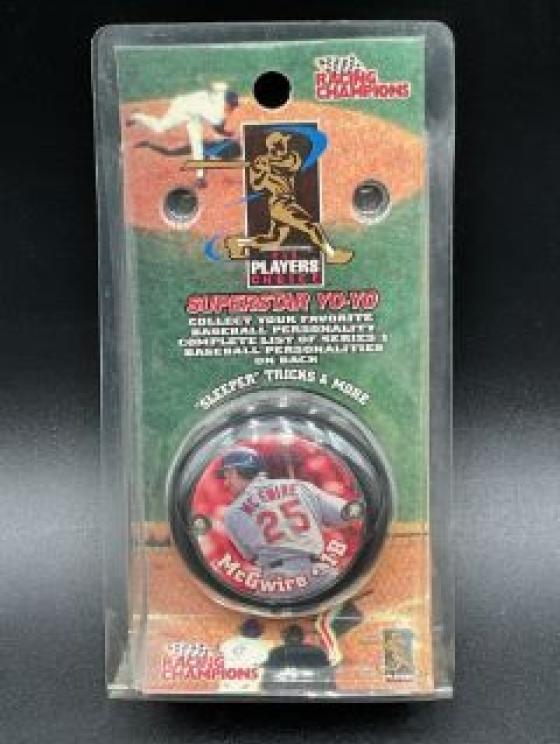 RACING
CHAMPIONS
PLAYERS
CHOICE
SUPERSTAR YO-YO
COLLECT YOUR FAVORITE
BASEBALL PERSONALITY
COMPLETE LIST OF SERIES 1
BASEBALL PERSONALITIES
ON BACK
"SLEEPER" TRICKS & MORE
McGWIRE
25
McGwire 1B
RACING
CHAMPIONS